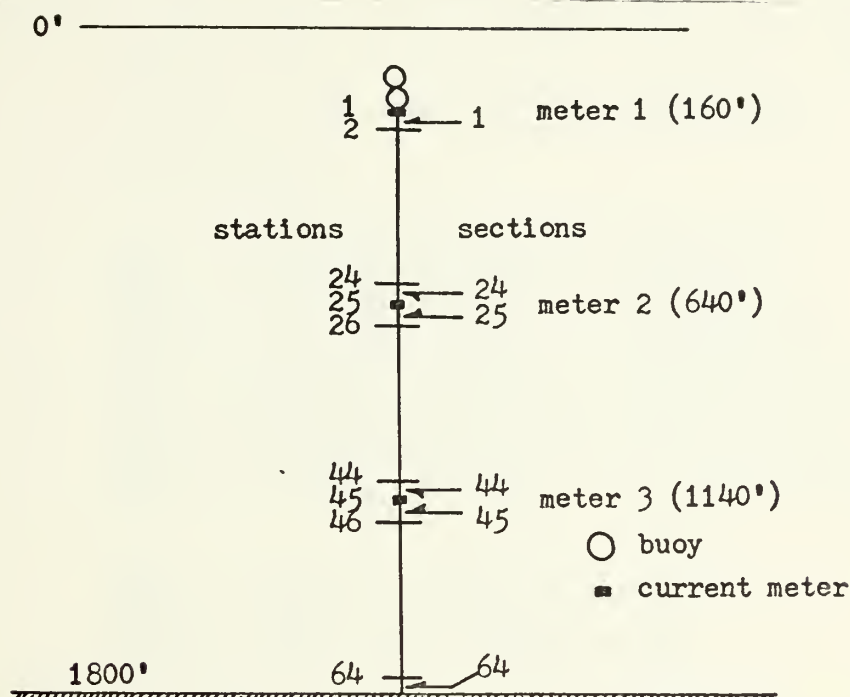 0'
1 1 meter 1 (160')
2
stations sections
24 24
25 meter 2 (640')
26 25
44 44
45 meter 3 (1140')
46 45
buoy
current meter
1800' 64 64